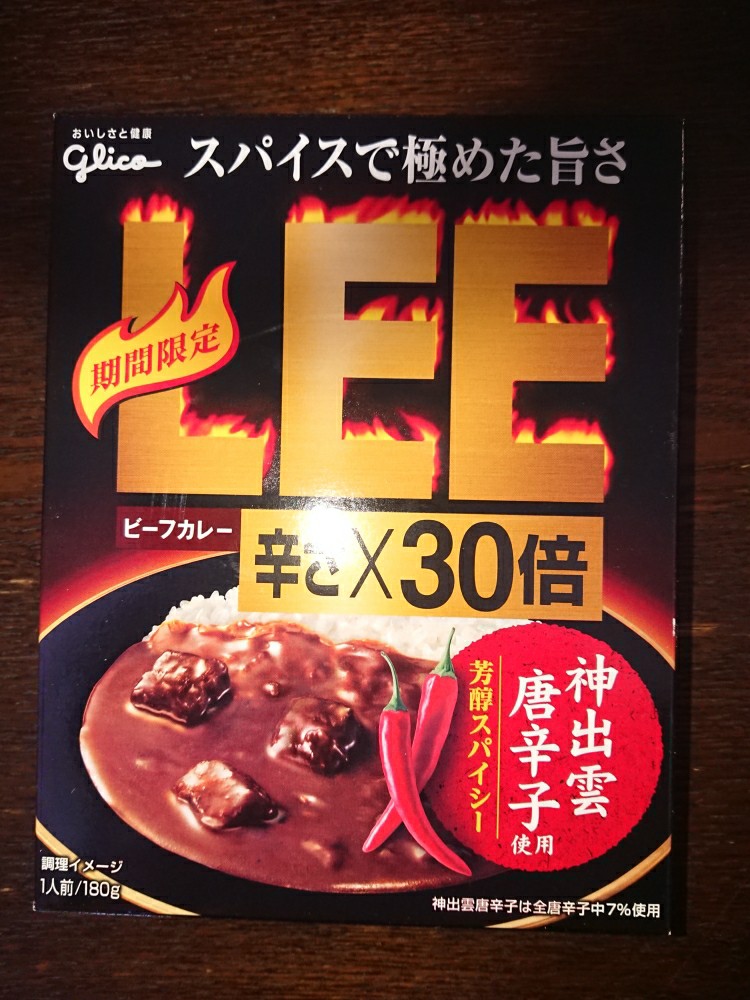 おいしさと健康
glico
スパイスで極めた旨さ
LEE
期間限定
ビーフカレー
辛さ×30倍
神出雲
唐辛子
使用
芳醇スパイシー
調理イメージ
1人前/180g
神出雲唐辛子は全唐辛子中7%使用